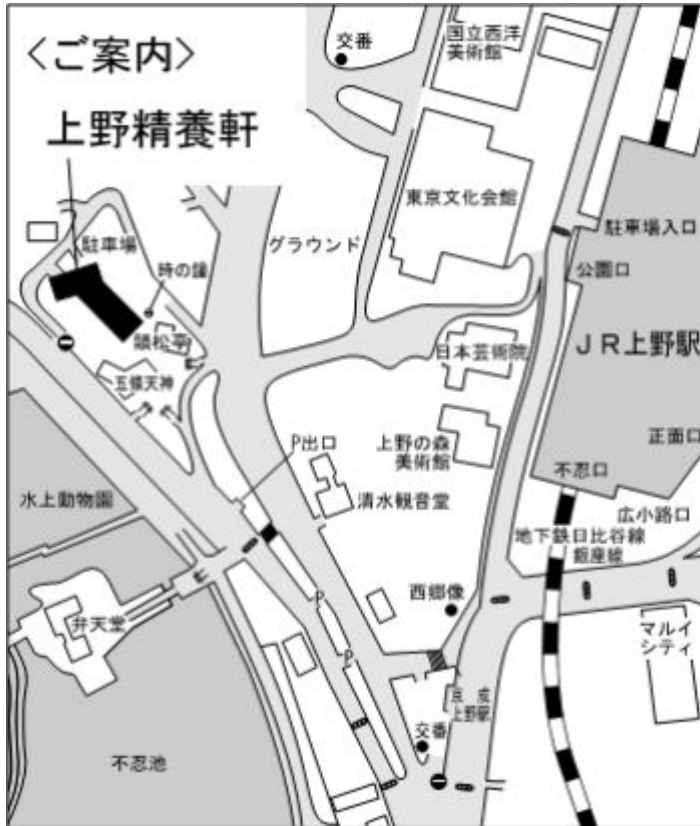 <ご案内>
上野精養軒
交番
国立西洋
美術館
東京文化会館
グラウンド
駐車場
時の鐘
韻松亭
五條天神
駐車場入口
公園口
JR上野駅
日本芸術院
正面口
P出口
上野の森
美術館
不忍口
清水観音堂
広小路口
水上動物園
地下鉄日比谷線
銀座線
西郷像
P
弁天堂
マルイ
シティ
P
京成
上野駅
交番
不忍池